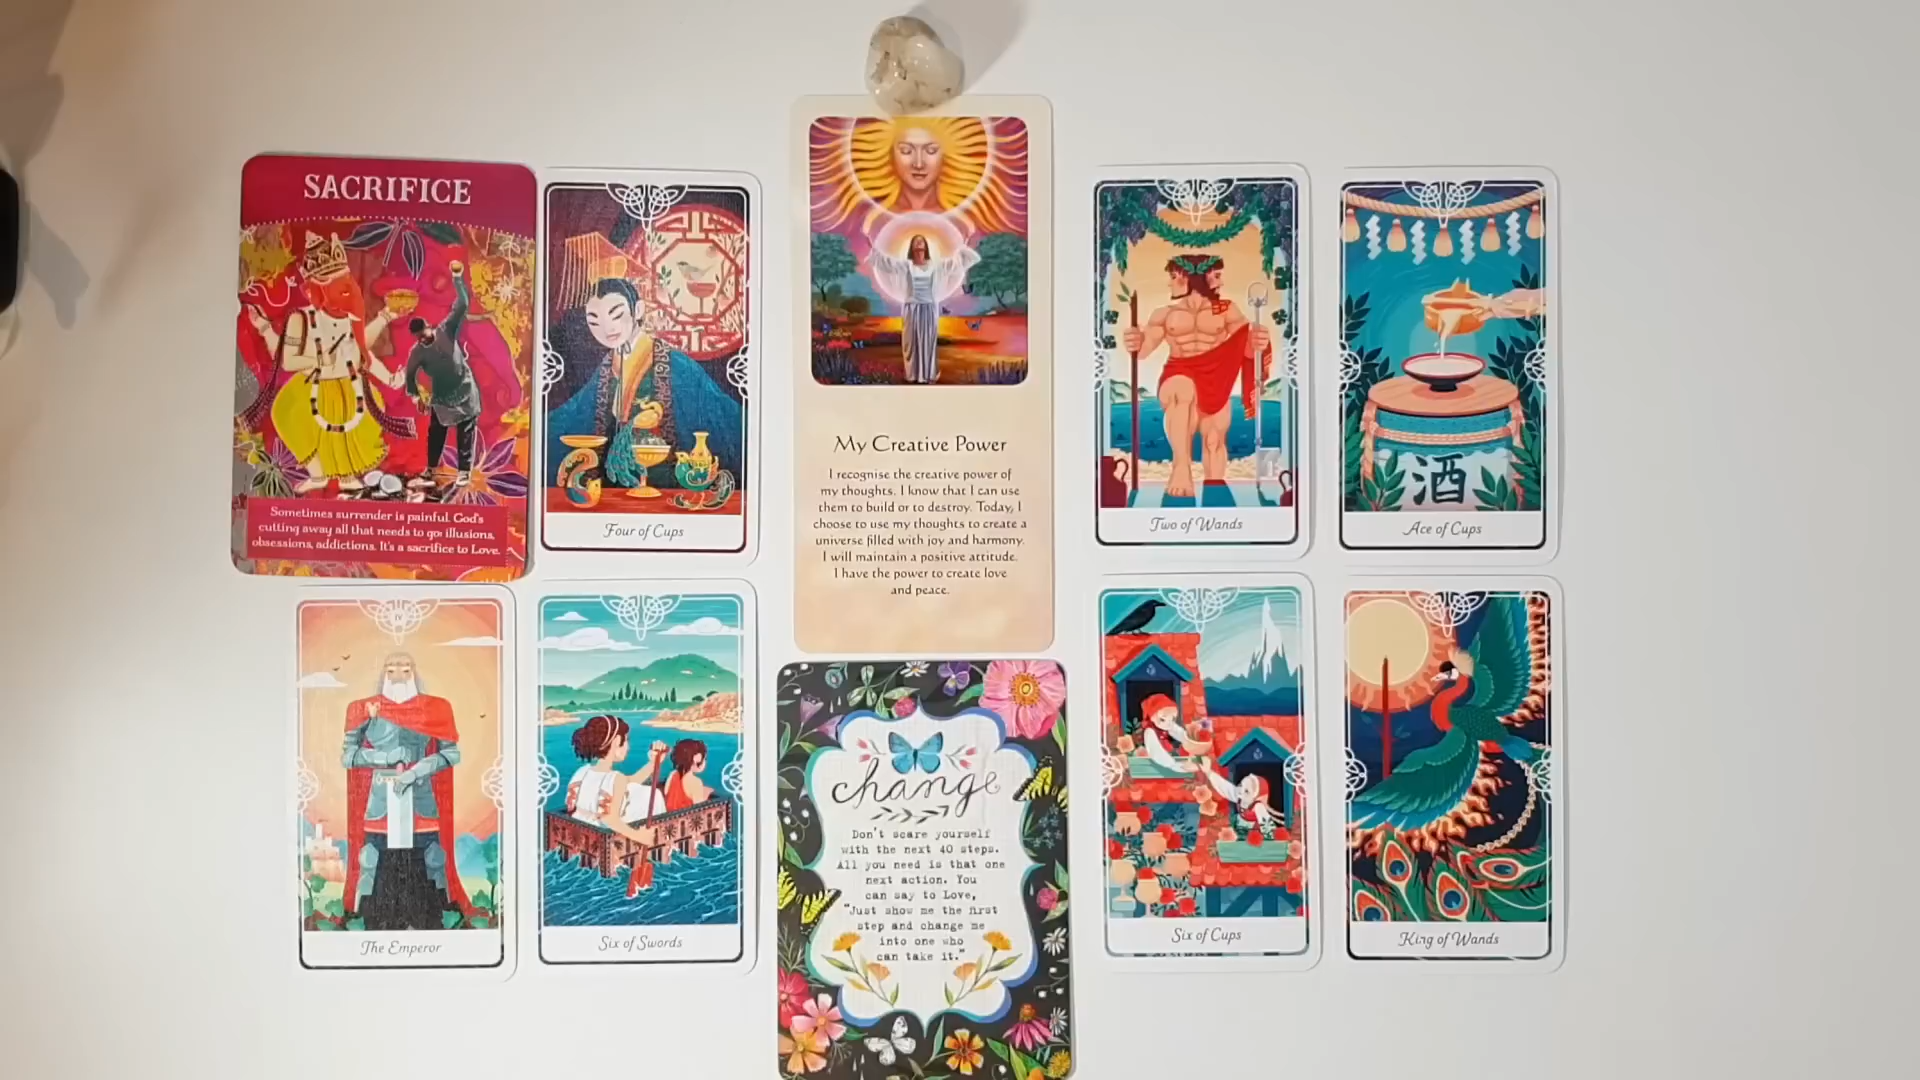 SACRIFICE
Sometimes surrender is painful. God's
cutting away all that needs to go: illusions,
obsessions, addictions. It's a sacrifice to Love.
Four of Cups
My Creative Power
I recognise the creative power of
my thoughts. I know that I can use
them to build or to destroy. Today, I
choose to use my thoughts to create a
universe filled with joy and harmony.
I will maintain a positive attitude.
I have the power to create love
and peace.
Two of Wands
酒
Ace of Cups
IV
The Emperor
Six of Swords
change
Don't scare yourself
with the next 40 steps.
All you need is that one
next action. You
can say to Love,
"Just show me the first
step and change me
into one who
can take it."
Six of Cups
King of Wands